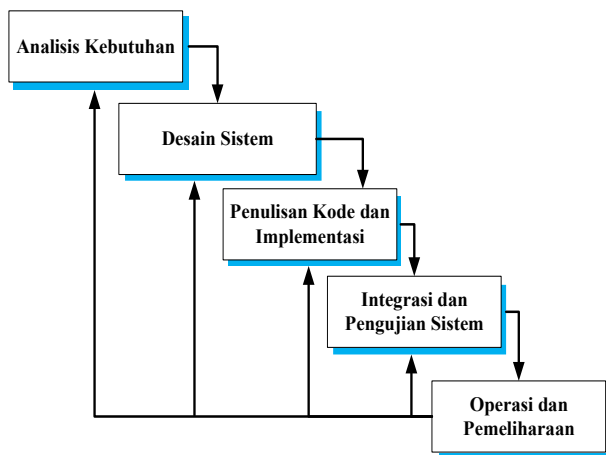 Analisis Kebutuhan
Desain Sistem
Penulisan Kode dan
Implementasi
Integrasi dan
Pengujian Sistem
Operasi dan
Pemeliharaan